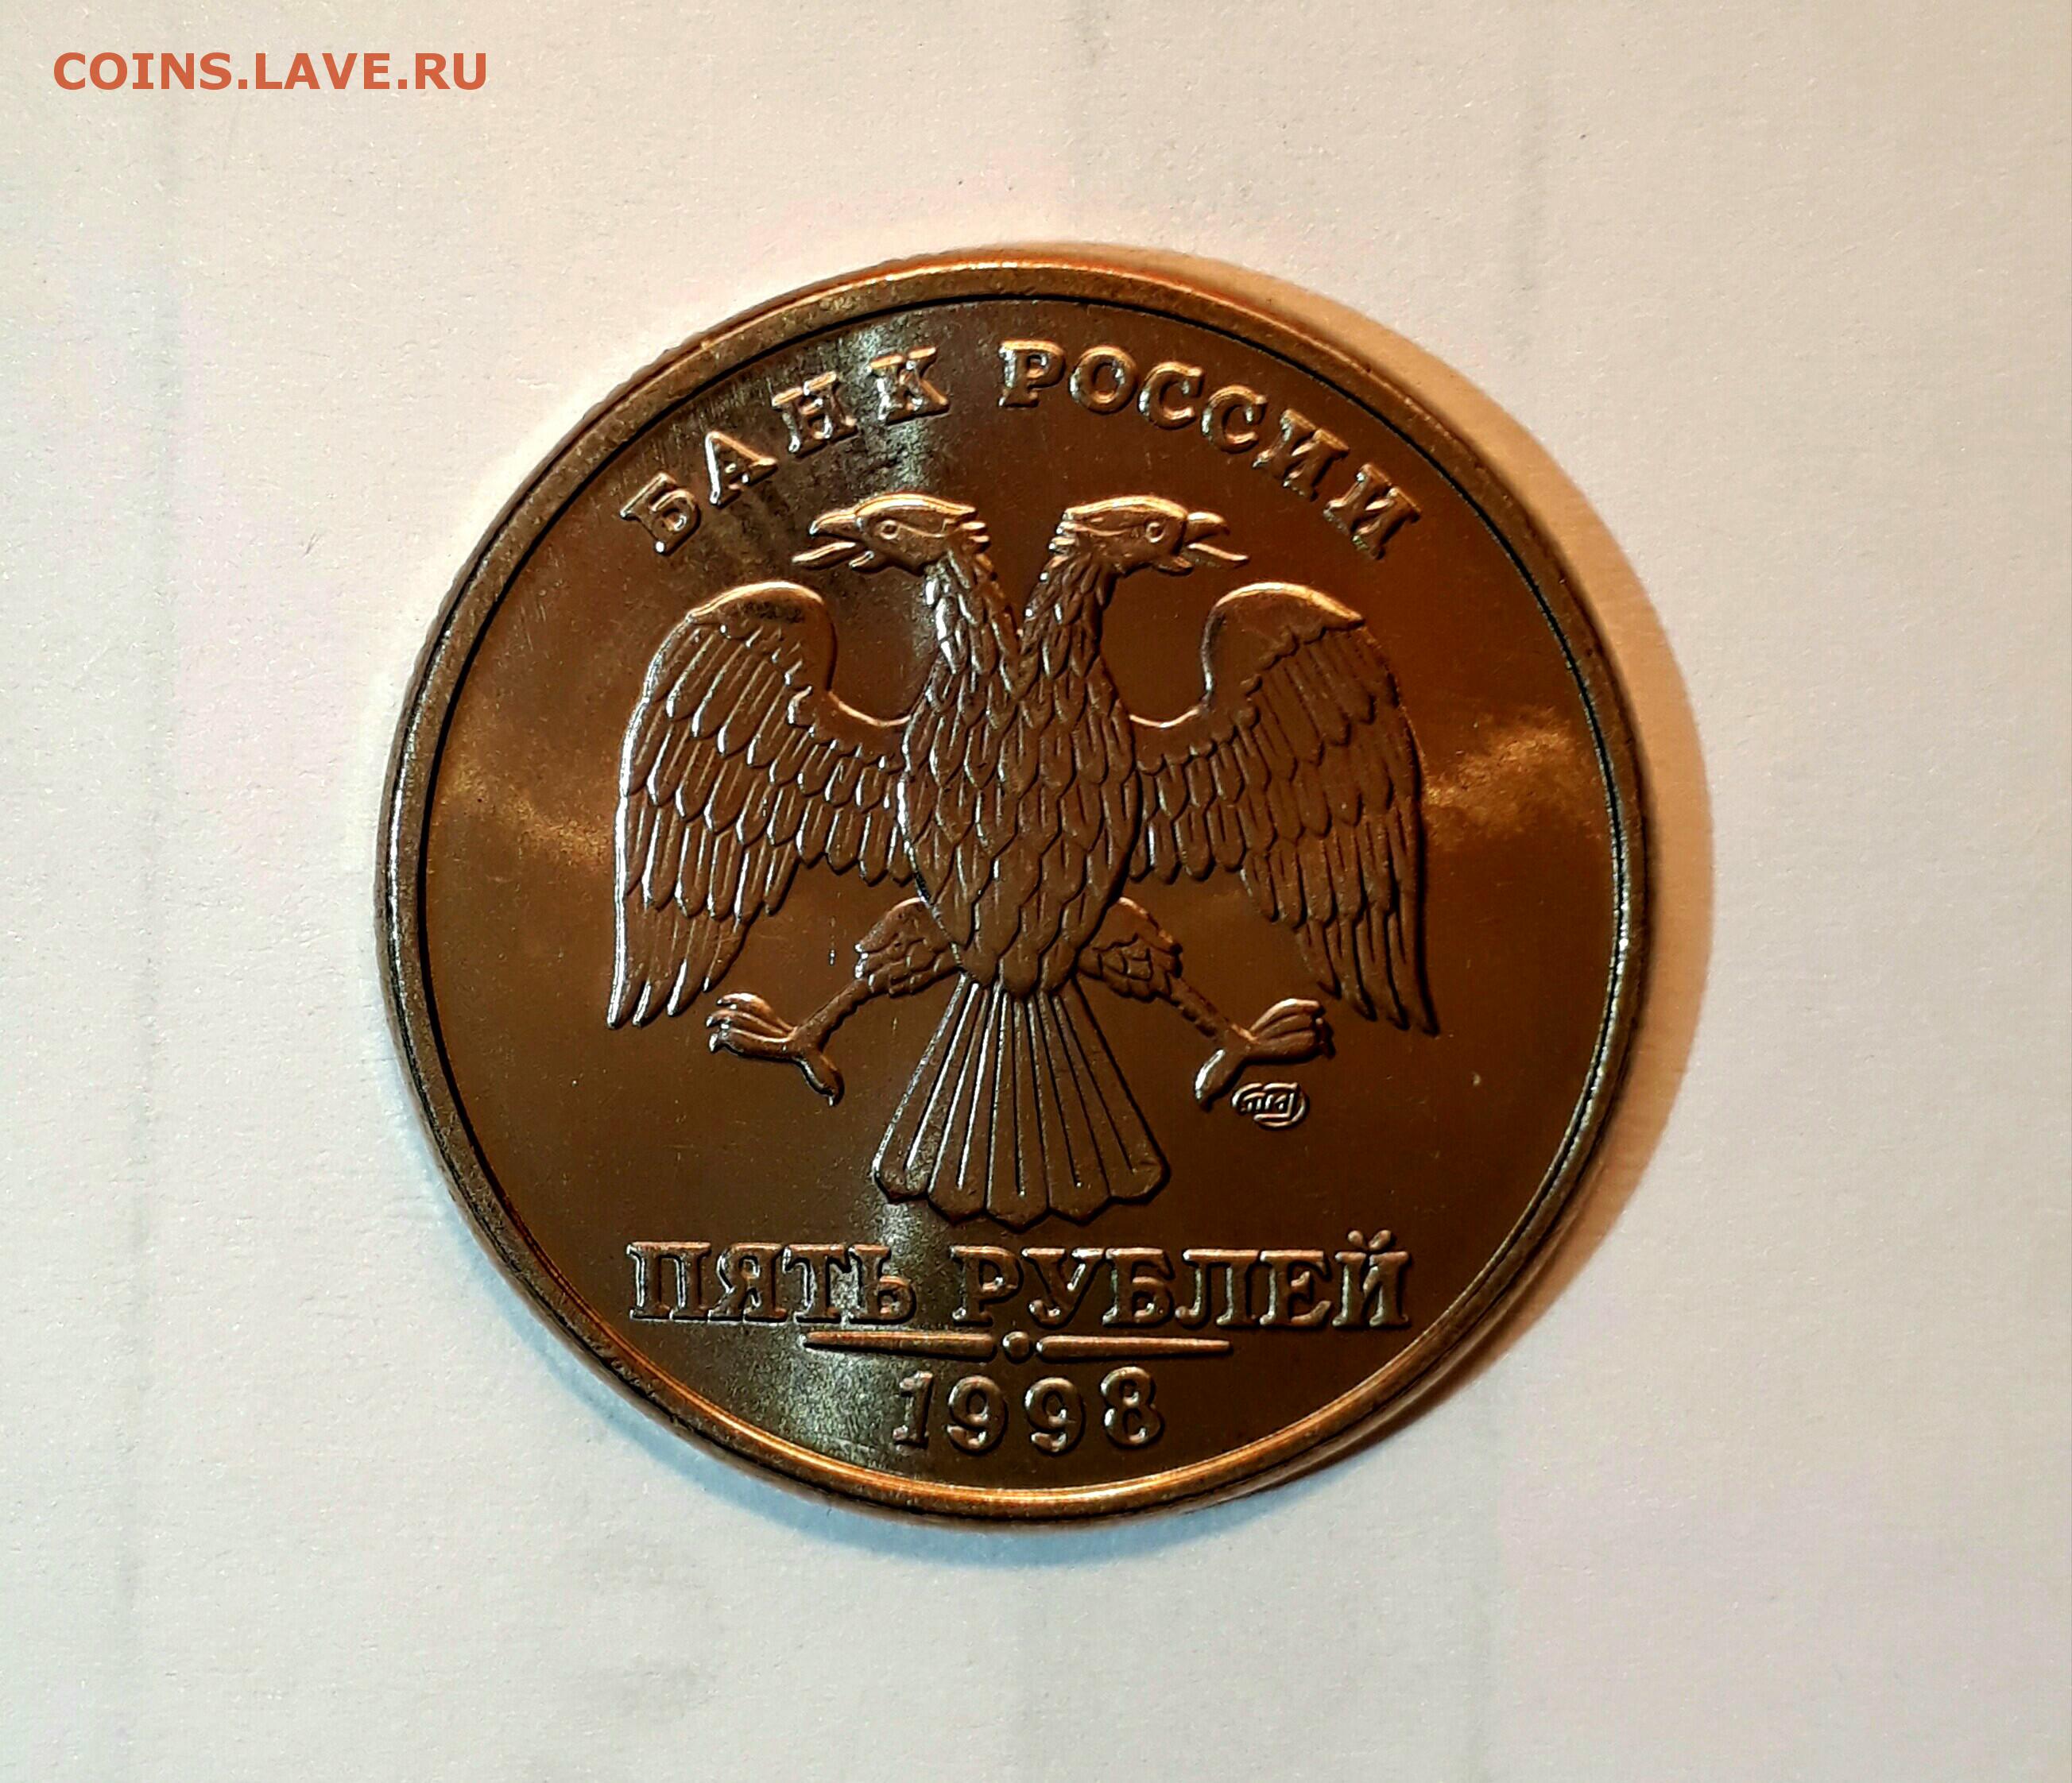 COINS.LAVE.RU
БАНК РОССИИ
ПЯТЬ РУБЛЕЙ
1998